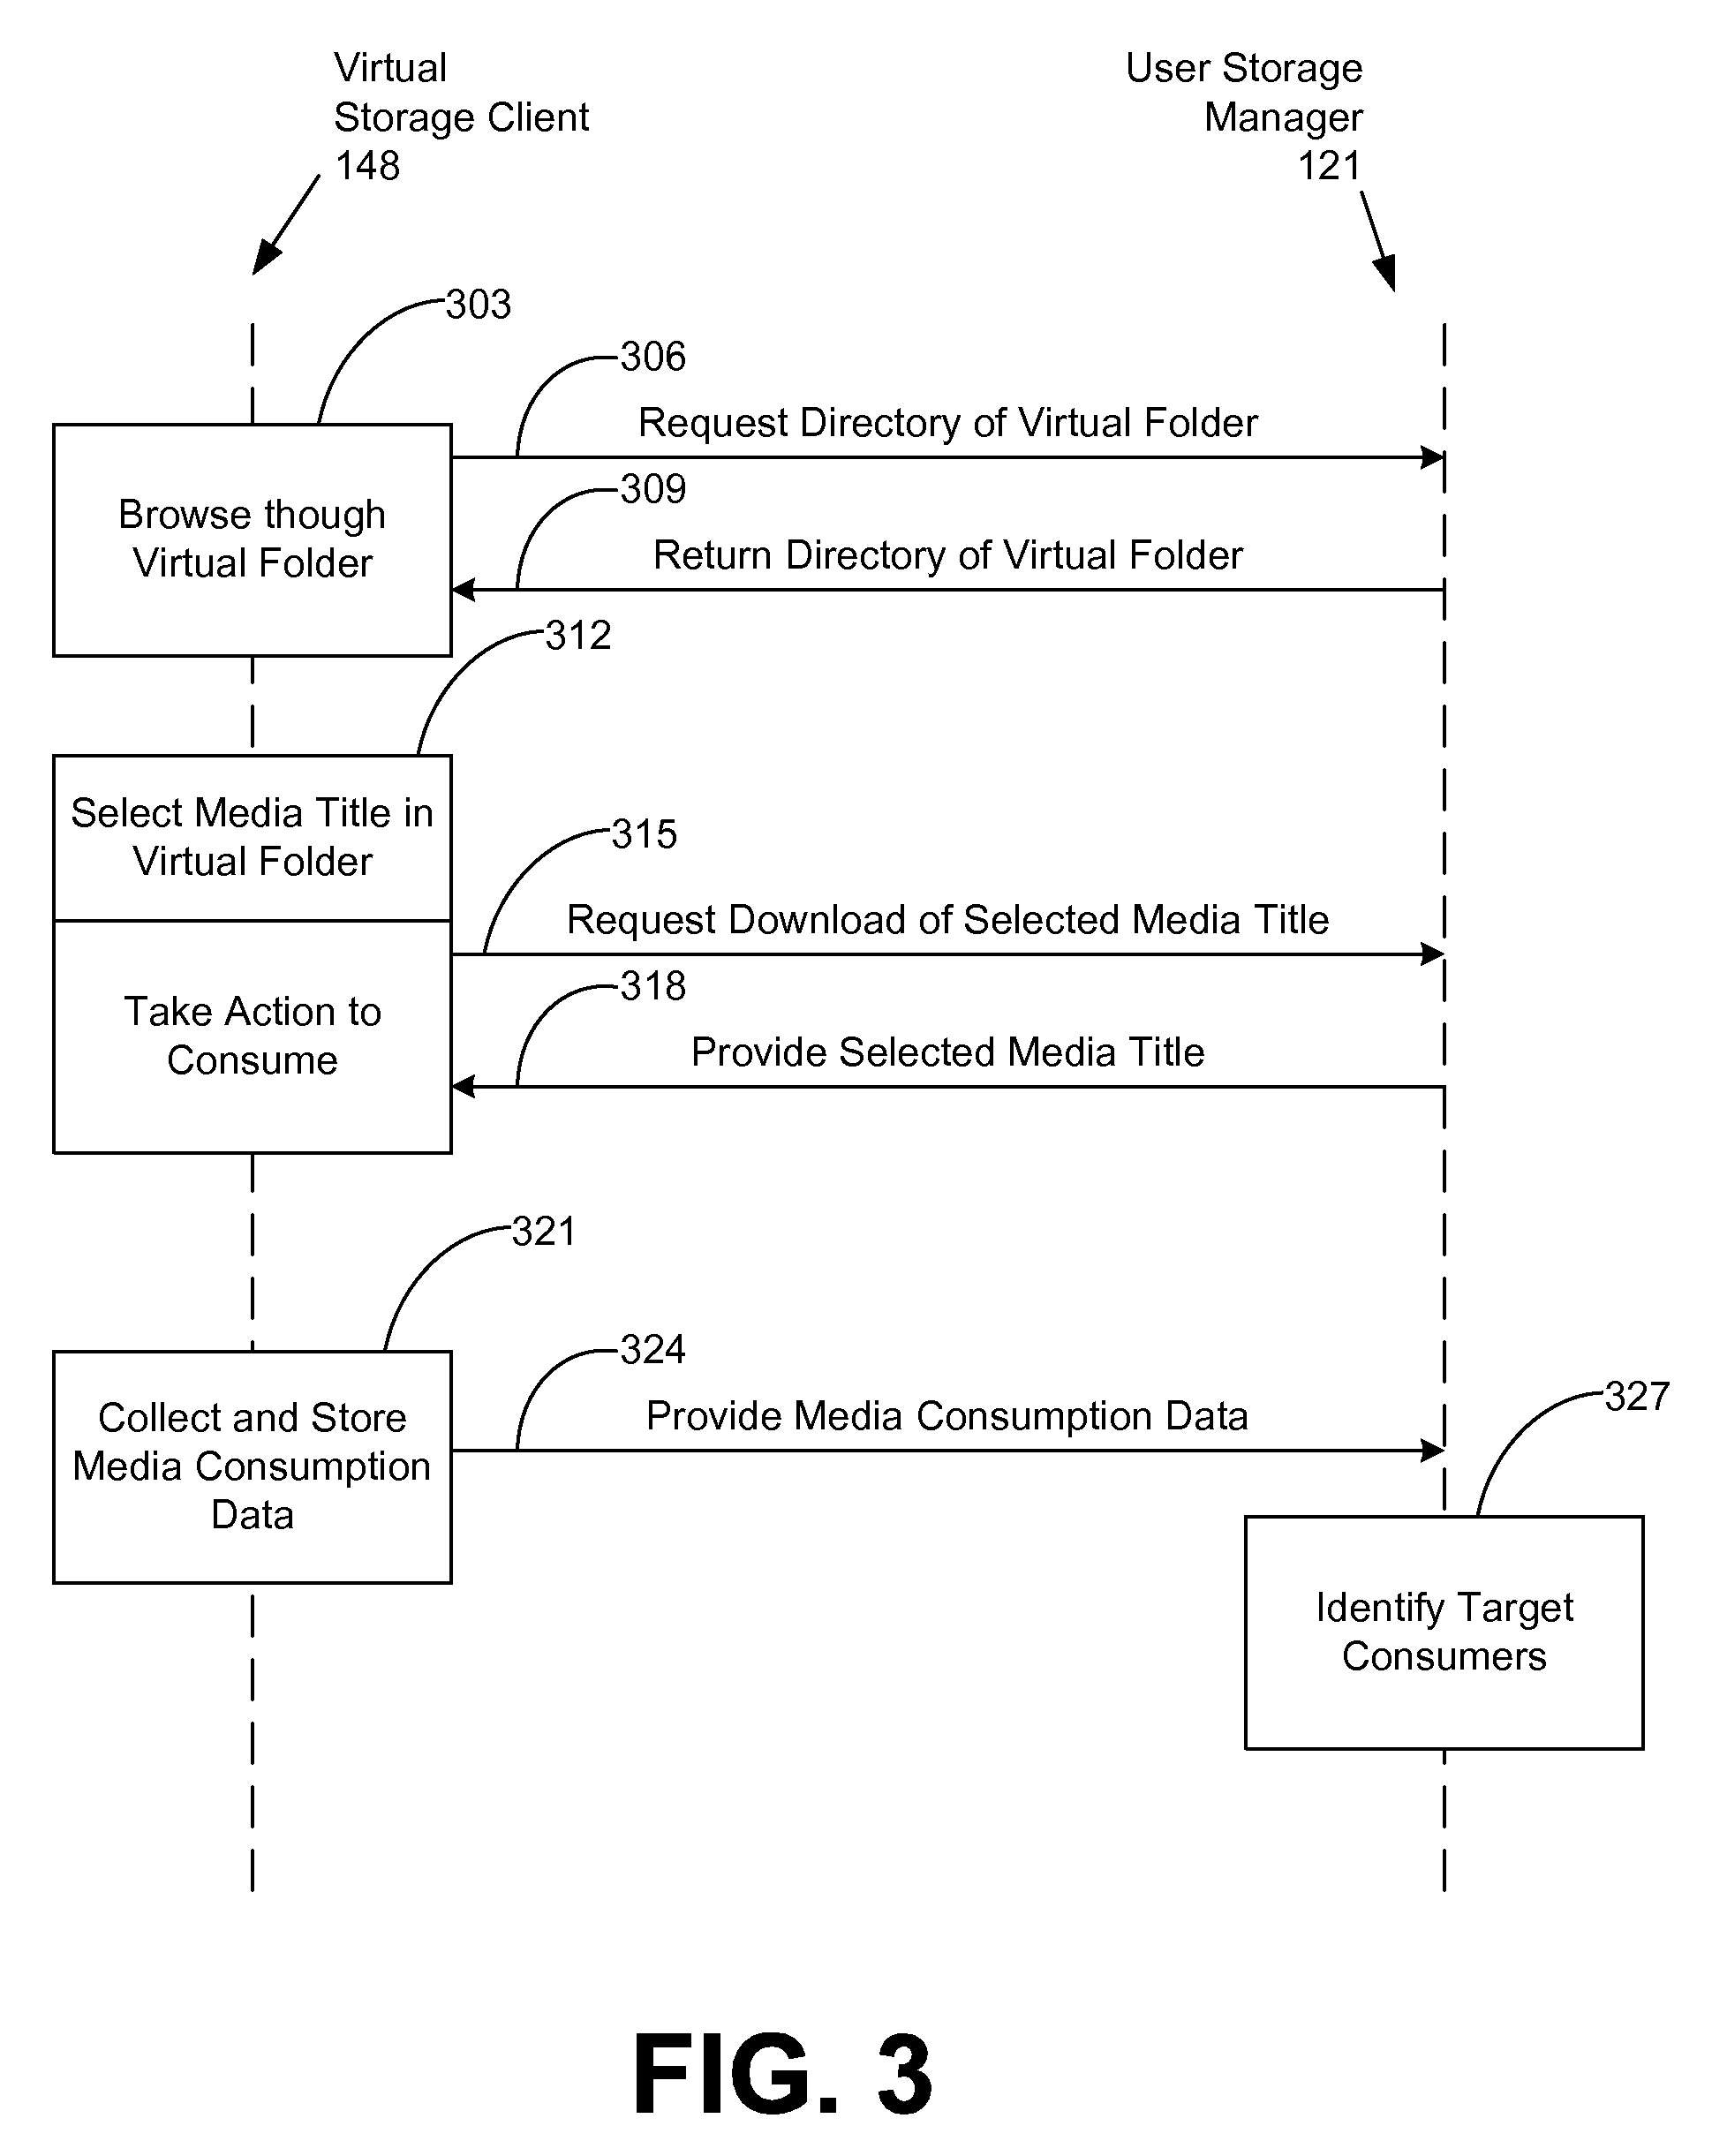 Virtual
Storage Client
148
User Storage
Manager
121
303
306
Request Directory of Virtual Folder
309
Return Directory of Virtual Folder
Browse though
Virtual Folder
312
Select Media Title in
Virtual Folder
315
Request Download of Selected Media Title
318
Provide Selected Media Title
Take Action to
Consume
321
324
Provide Media Consumption Data
Collect and Store
Media Consumption
Data
327
Identify Target
Consumers
FIG. 3